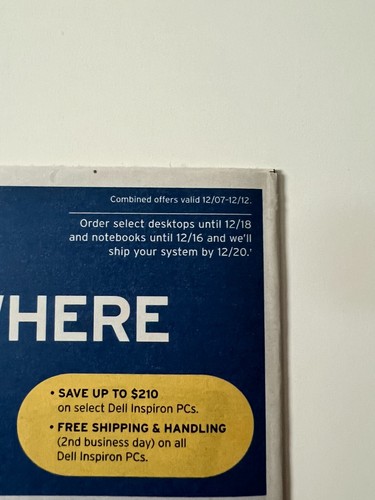 Combined offers valid 12/07-12/12.
Order select desktops until 12/18
and notebooks until 12/16 and we'll
ship your system by 12/20.*
WHERE
• SAVE UP TO $210
on select Dell Inspiron PCs.
• FREE SHIPPING & HANDLING
(2nd business day) on all
Dell Inspiron PCs.